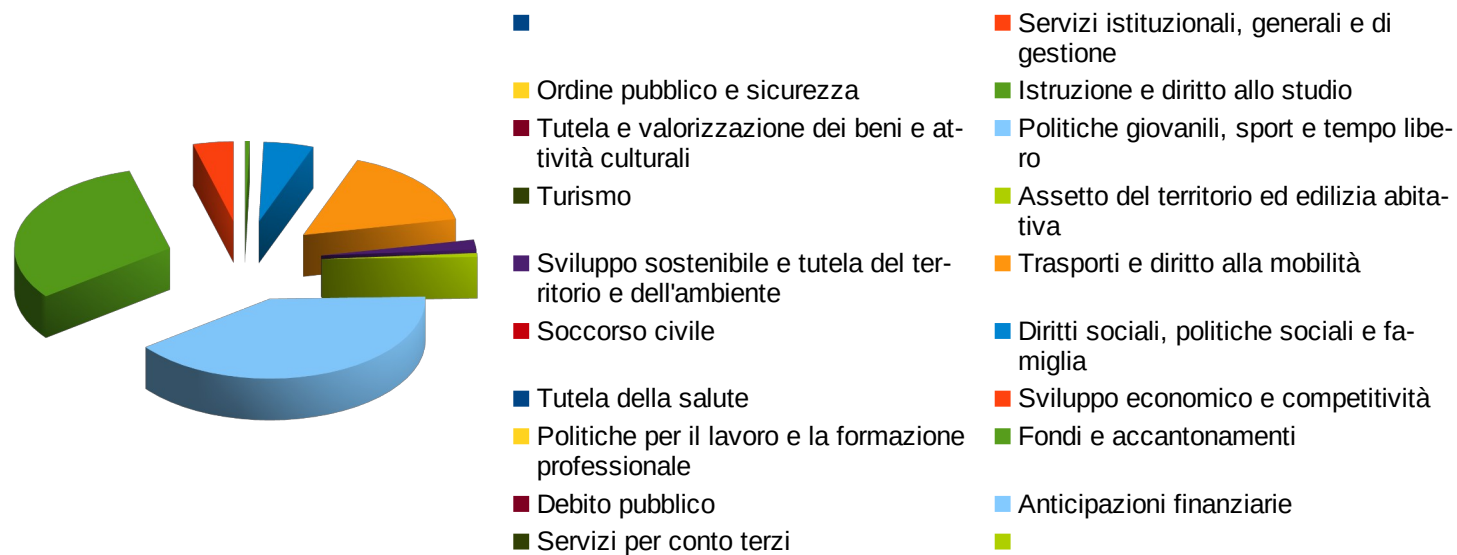 Servizi istituzionali, generali e di
gestione
Ordine pubblico e sicurezza
Istruzione e diritto allo studio
Tutela e valorizzazione dei beni e at-
tività culturali
Politiche giovanili, sport e tempo libe-
ro
Turismo
Assetto del territorio ed edilizia abita-
tiva
Sviluppo sostenibile e tutela del ter-
ritorio e dell'ambiente
Trasporti e diritto alla mobilità
Soccorso civile
Diritti sociali, politiche sociali e fa-
miglia
Tutela della salute
Sviluppo economico e competitività
Politiche per il lavoro e la formazione
professionale
Fondi e accantonamenti
Debito pubblico
Anticipazioni finanziarie
Servizi per conto terzi